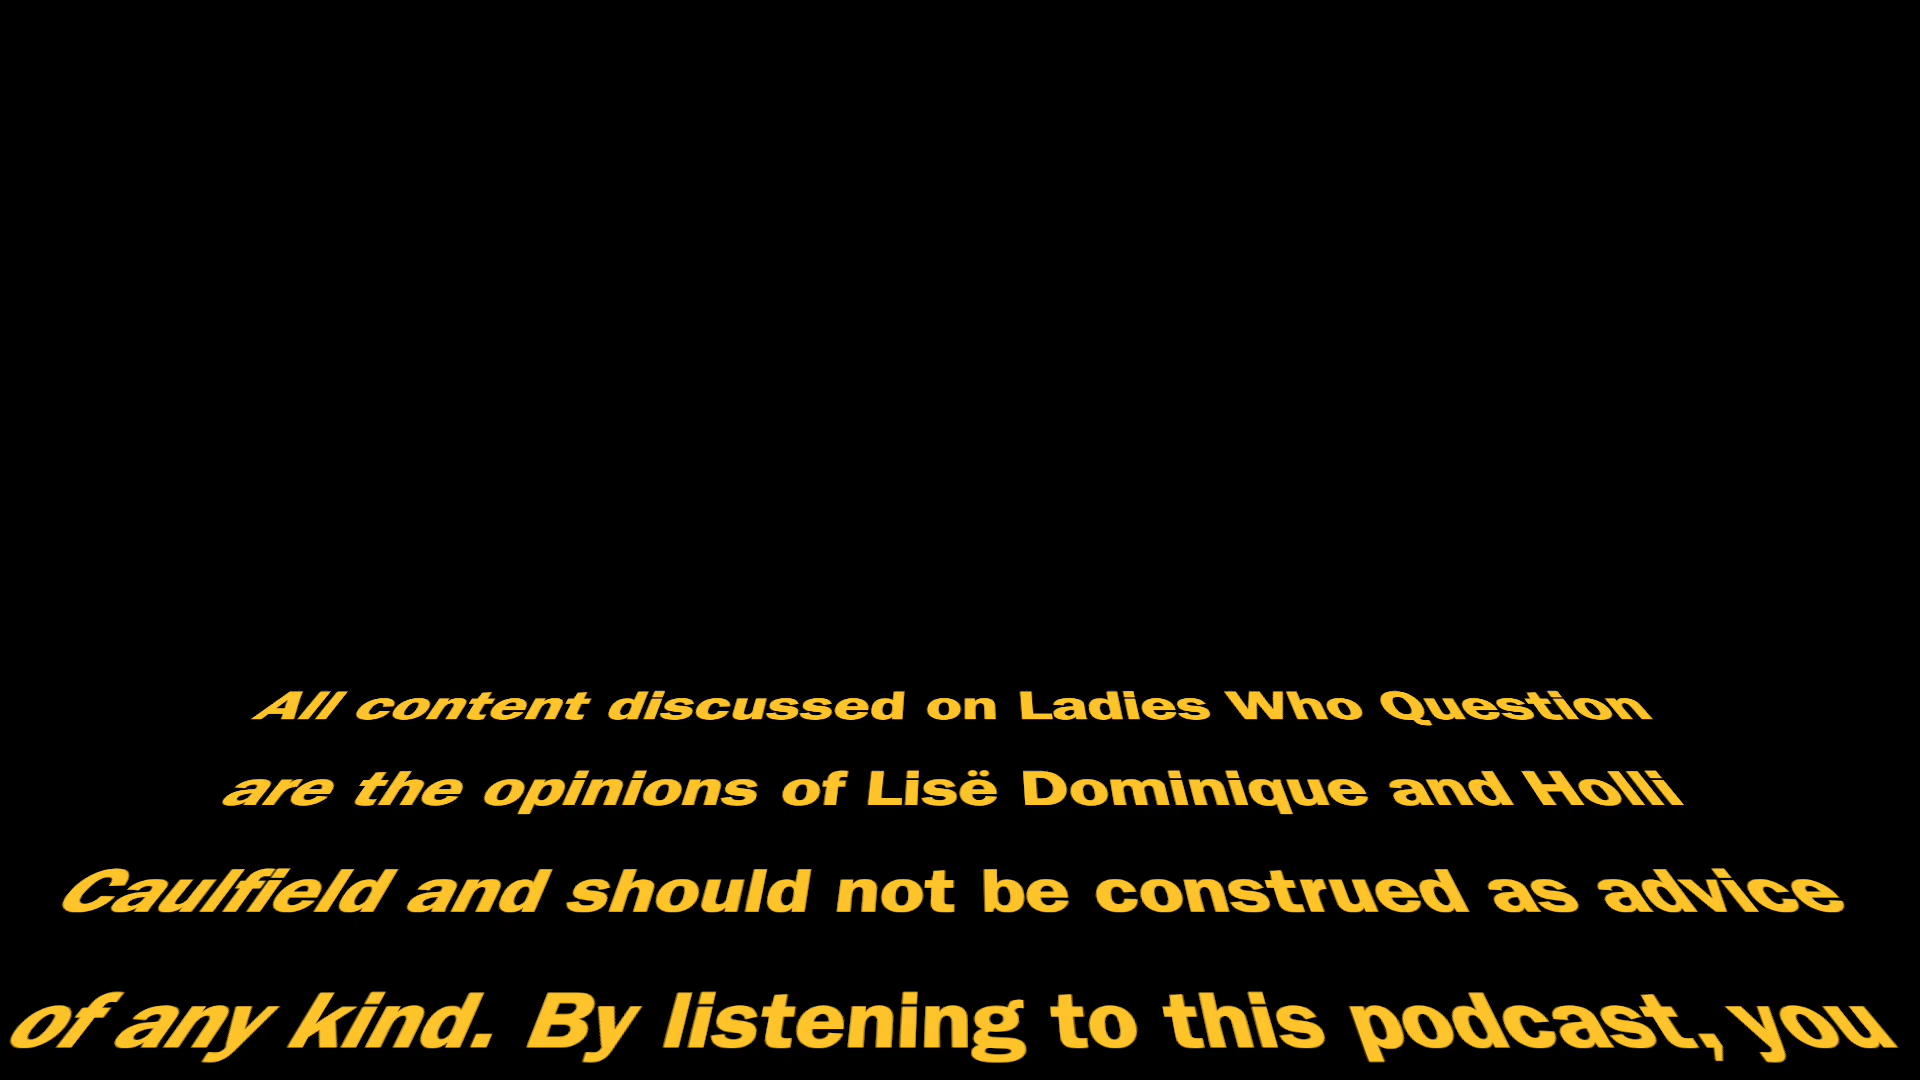 All content discussed on Ladies Who Question
are the opinions of Lisë Dominique and Holli
Caulfield and should not be construed as advice
of any kind. By listening to this podcast, you